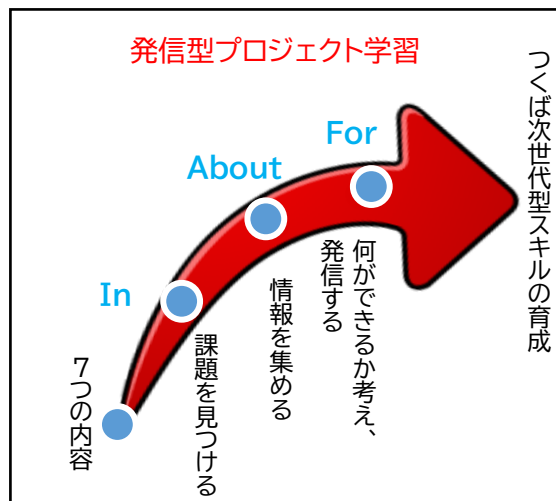 発信型プロジェクト学習
つくば次世代型スキルの育成
For
何ができるか考え、
発信する
About
情報を集める
In
課題を見つける
7つの内容